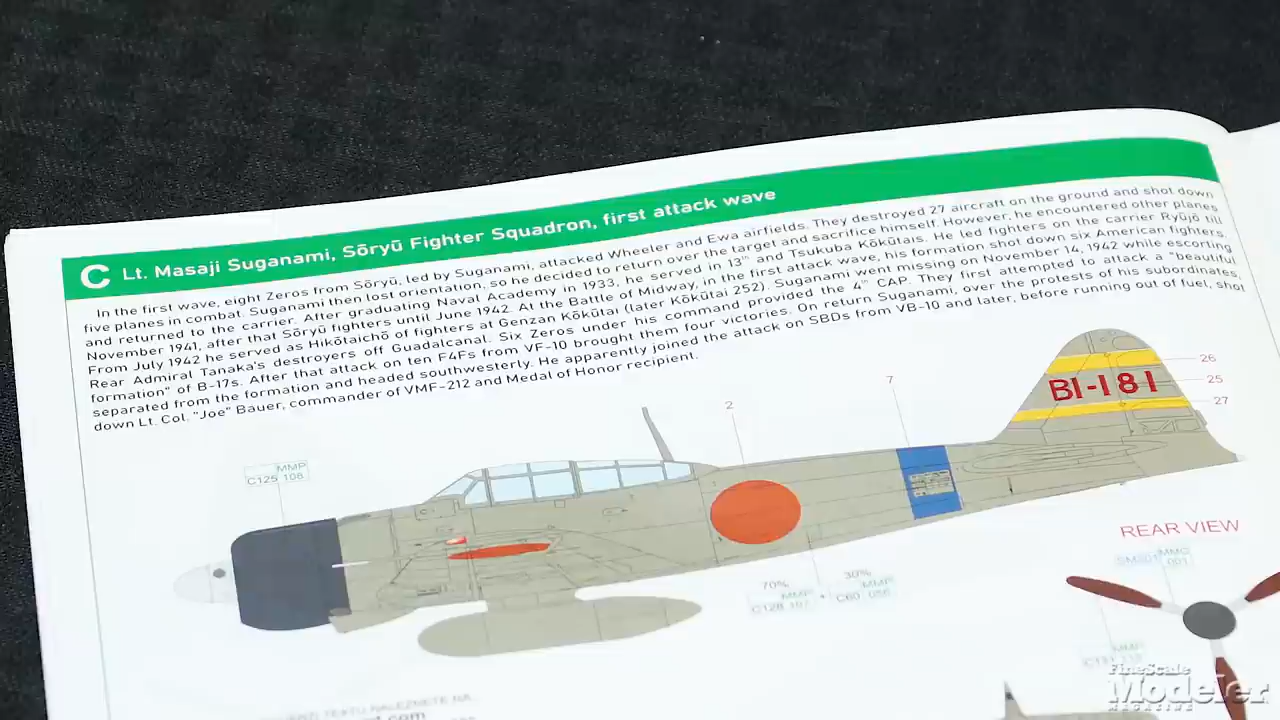 C Lt. Masaji Suganami, Sōryū Fighter Squadron, first attack wave
In the first wave, eight Zeros from Sōryū, led by Suganami, attacked Wheeler and Ewa airfields. They destroyed 27 aircraft on the ground and shot down
five planes in combat. Suganami then lost orientation, so he decided to return over the target and sacrifice himself. However, he encountered other planes
and returned to the carrier. After graduating Naval Academy in 1933, he served in 13th and Tsukuba Kōkūtais. He led fighters on the carrier Ryūjō till
November 1941, after that Sōryū fighters until June 1942. At the Battle of Midway, in the first attack wave, his formation shot down six American fighters.
From July 1942 he served as Hikōtaichō of fighters at Genzan Kōkūtai (later Kōkūtai 252). Suganami went missing on November 14, 1942 while escorting
Rear Admiral Tanaka's destroyers off Guadalcanal. Six Zeros under his command provided the 4th CAP. They first attempted to attack a "beautiful
formation" of B-17s. After that attack on ten F4Fs from VF-10 brought them four victories. On return Suganami, over the protests of his subordinates,
separated from the formation and headed southwesterly. He apparently joined the attack on SBDs from VB-10 and later, before running out of fuel, shot
down Lt. Col. "Joe" Bauer, commander of VMF-212 and Medal of Honor recipient.
26
BI-181
25
27
7
2
MMP
C125 106
REAR VIEW
MMC
001
70%
30%
MMP
MMP
C128
+ C60
MMP
FineScale
Modeler
MAGAZINE